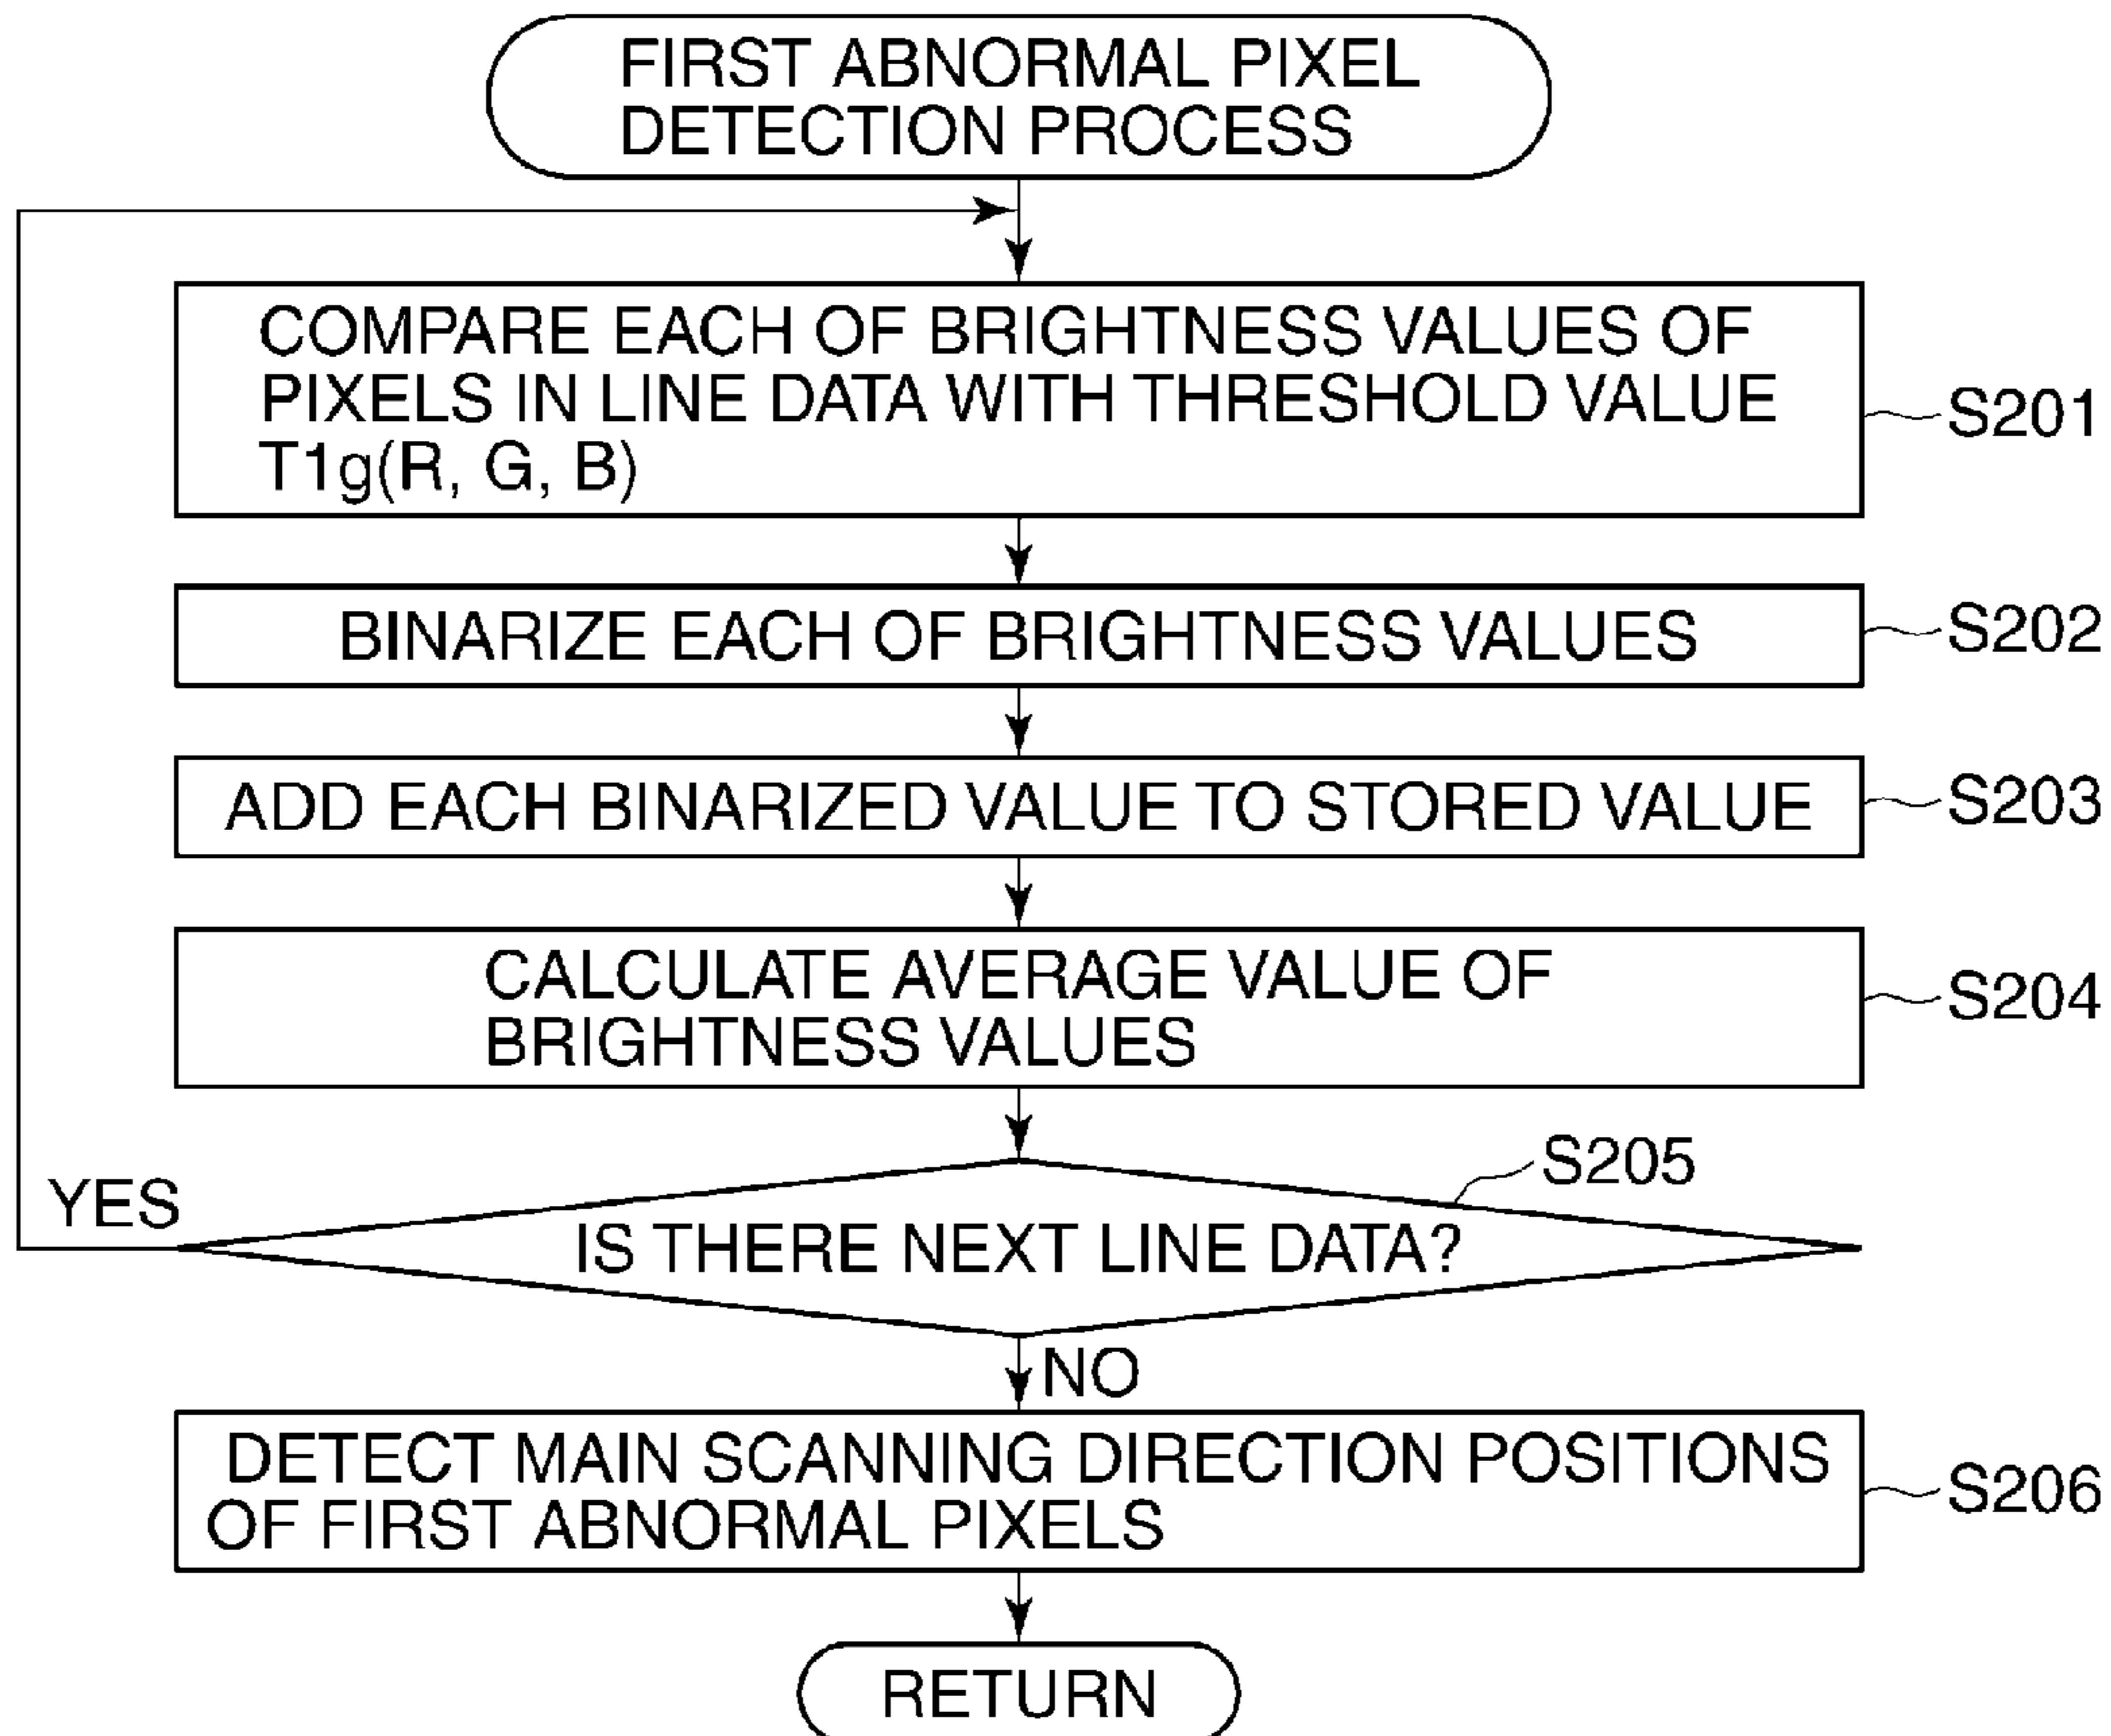 FIRST ABNORMAL PIXEL
DETECTION PROCESS
COMPARE EACH OF BRIGHTNESS VALUES OF
PIXELS IN LINE DATA WITH THRESHOLD VALUE
T1g(R, G, B)
S201
BINARIZE EACH OF BRIGHTNESS VALUES
S202
ADD EACH BINARIZED VALUE TO STORED VALUE
S203
CALCULATE AVERAGE VALUE OF
BRIGHTNESS VALUES
S204
S205
YES
IS THERE NEXT LINE DATA?
NO
DETECT MAIN SCANNING DIRECTION POSITIONS
OF FIRST ABNORMAL PIXELS
S206
RETURN